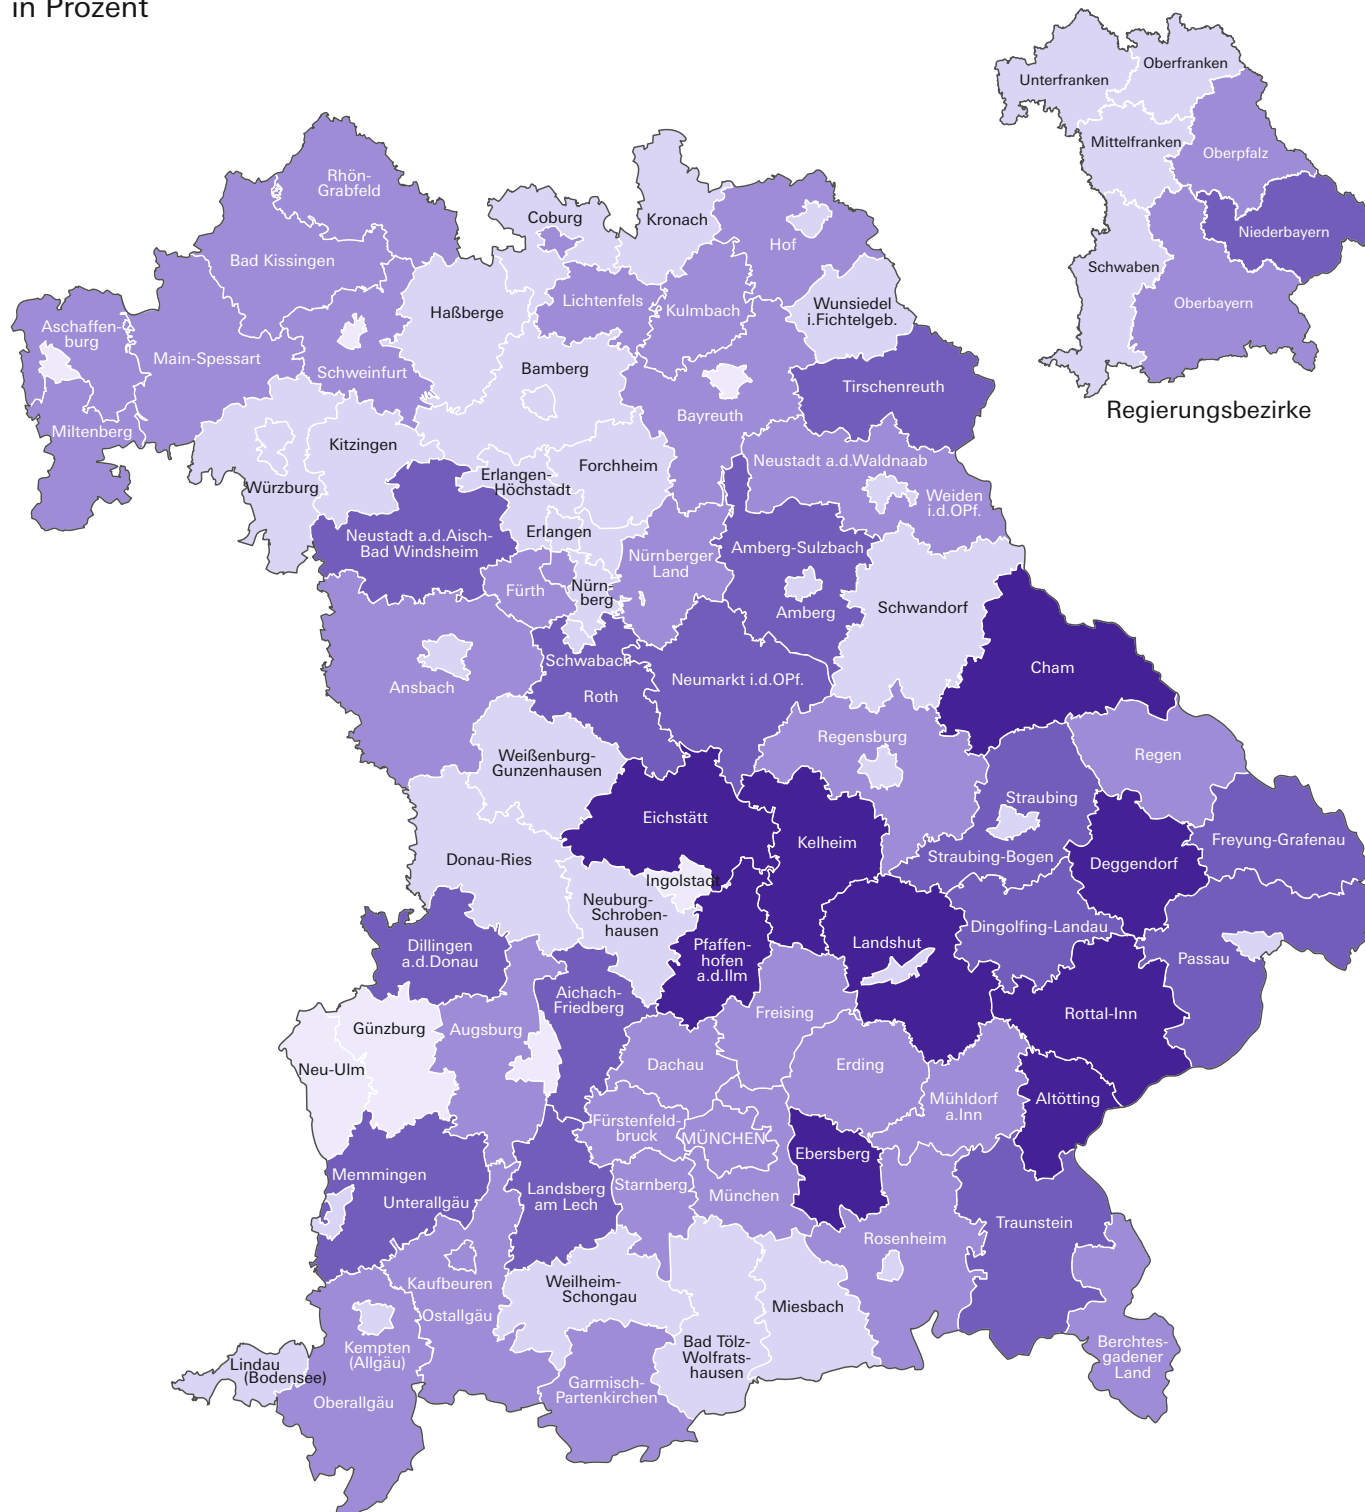 in Prozent
Unterfranken
Oberfranken
Mittelfranken
Oberpfalz
Niederbayern
Schwaben
Oberbayern
Regierungsbezirke
Rhön-
Grabfeld
Coburg
Kronach
Hof
Bad Kissingen
Lichtenfels
Kulmbach
Haßberge
Wunsiedel
i.Fichtelgeb.
Aschaffen-
burg
Main-Spessart
Schweinfurt
Bamberg
Tirschenreuth
Bayreuth
Miltenberg
Kitzingen
Würzburg
Erlangen-
Höchstadt
Forchheim
Neustadt a.d.Waldnaab
Weiden
i.d.OPf.
Neustadt a.d.Aisch-
Bad Windsheim
Erlangen
Nürnberger
Land
Amberg-Sulzbach
Fürth
Nürn-
berg
Amberg
Schwandorf
Schwabach
Roth
Neumarkt i.d.OPf.
Cham
Ansbach
Regensburg
Regen
Weißenburg-
Gunzenhausen
Straubing
Eichstätt
Kelheim
Freyung-Grafenau
Straubing-Bogen
Deggendorf
Donau-Ries
Ingolstadt
Neuburg-
Schroben-
hausen
Dingolfing-Landau
Dillingen
a.d.Donau
Pfaffen-
hofen
a.d.Ilm
Landshut
Passau
Aichach-
Friedberg
Freising
Rottal-Inn
Günzburg
Augsburg
Neu-Ulm
Dachau
Erding
Mühldorf
a.Inn
Altötting
Fürstenfeld-
bruck
MÜNCHEN
Ebersberg
Memmingen
Unterallgäu
Landsberg
am Lech
Starnberg
München
Traunstein
Rosenheim
Kaufbeuren
Weilheim-
Schongau
Miesbach
Ostallgäu
Kempten
(Allgäu)
Bad Tölz-
Wolfrats-
hausen
Berchtes-
gadener
Land
Lindau
(Bodensee)
Garmisch-
Partenkirchen
Oberallgäu